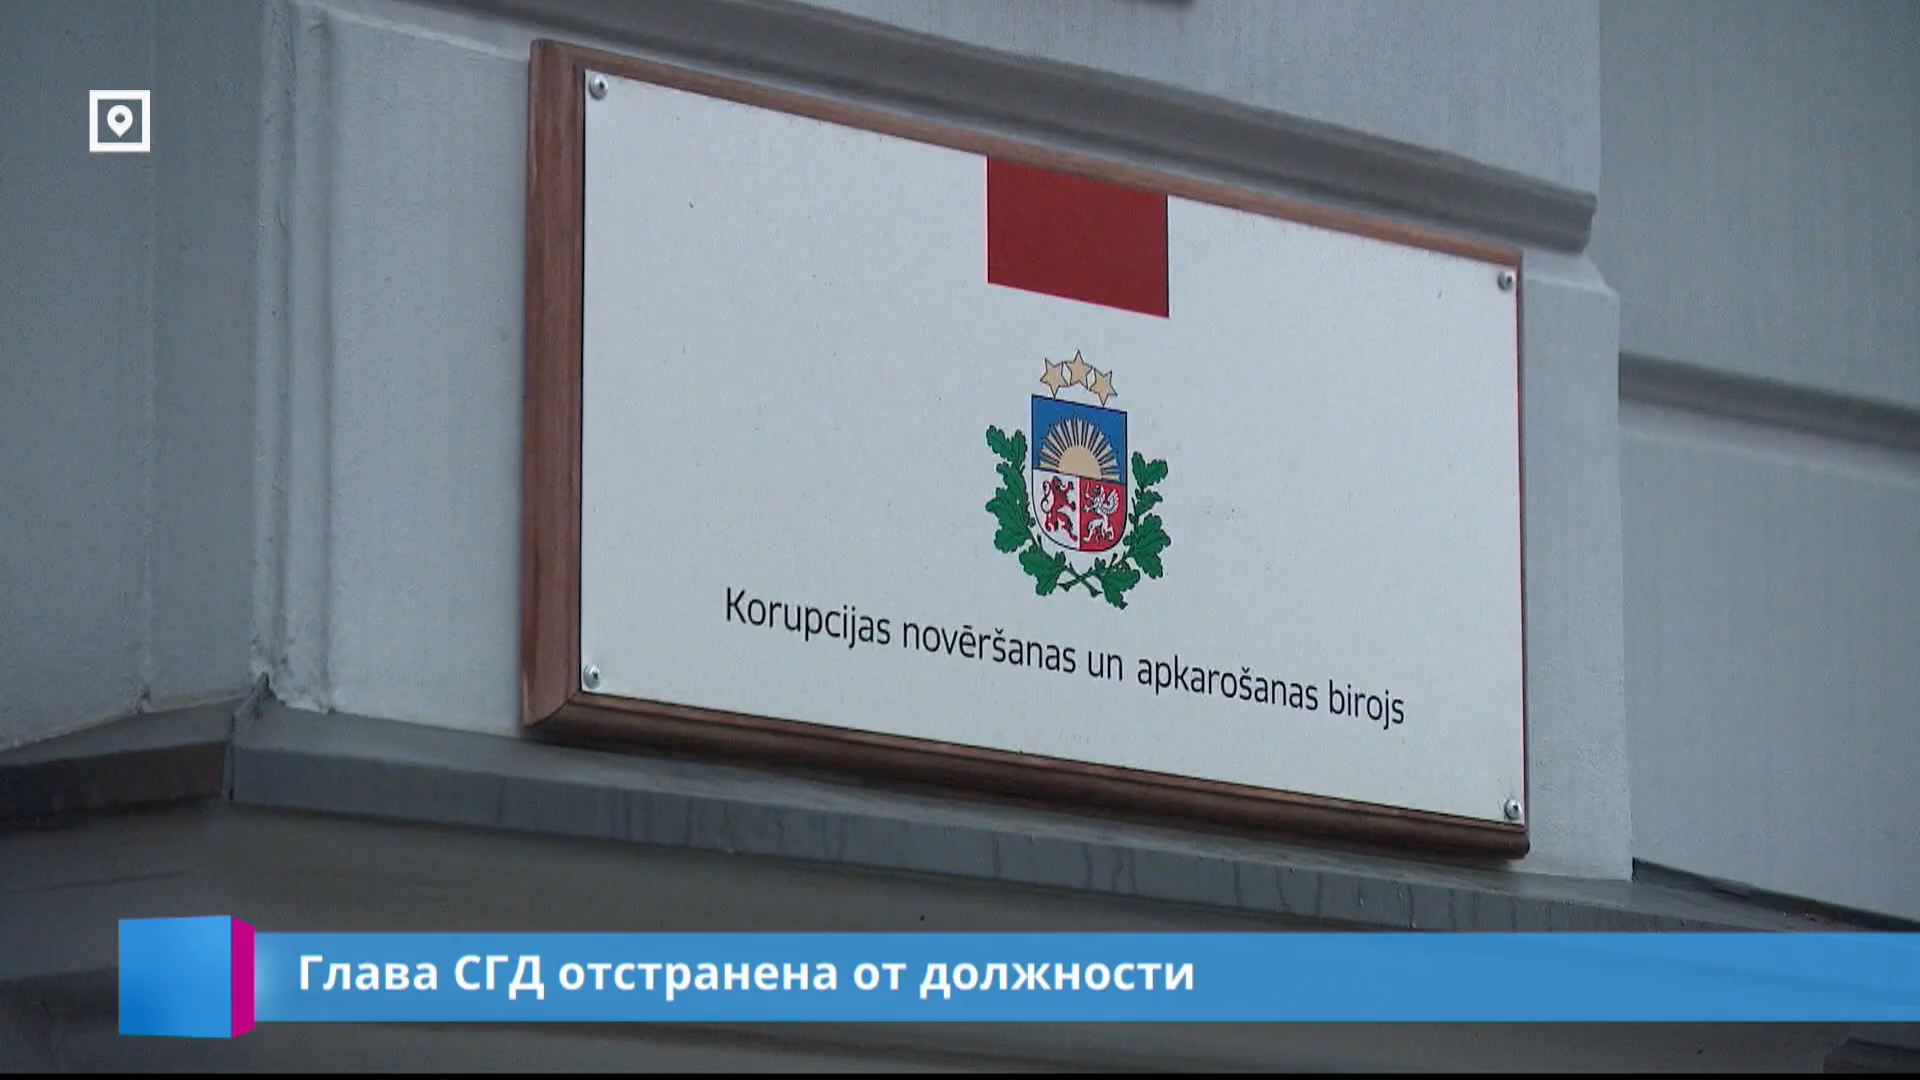 Korupcijas novēršanas un apkarošanas birojs
Глава СГД отстранена от должности